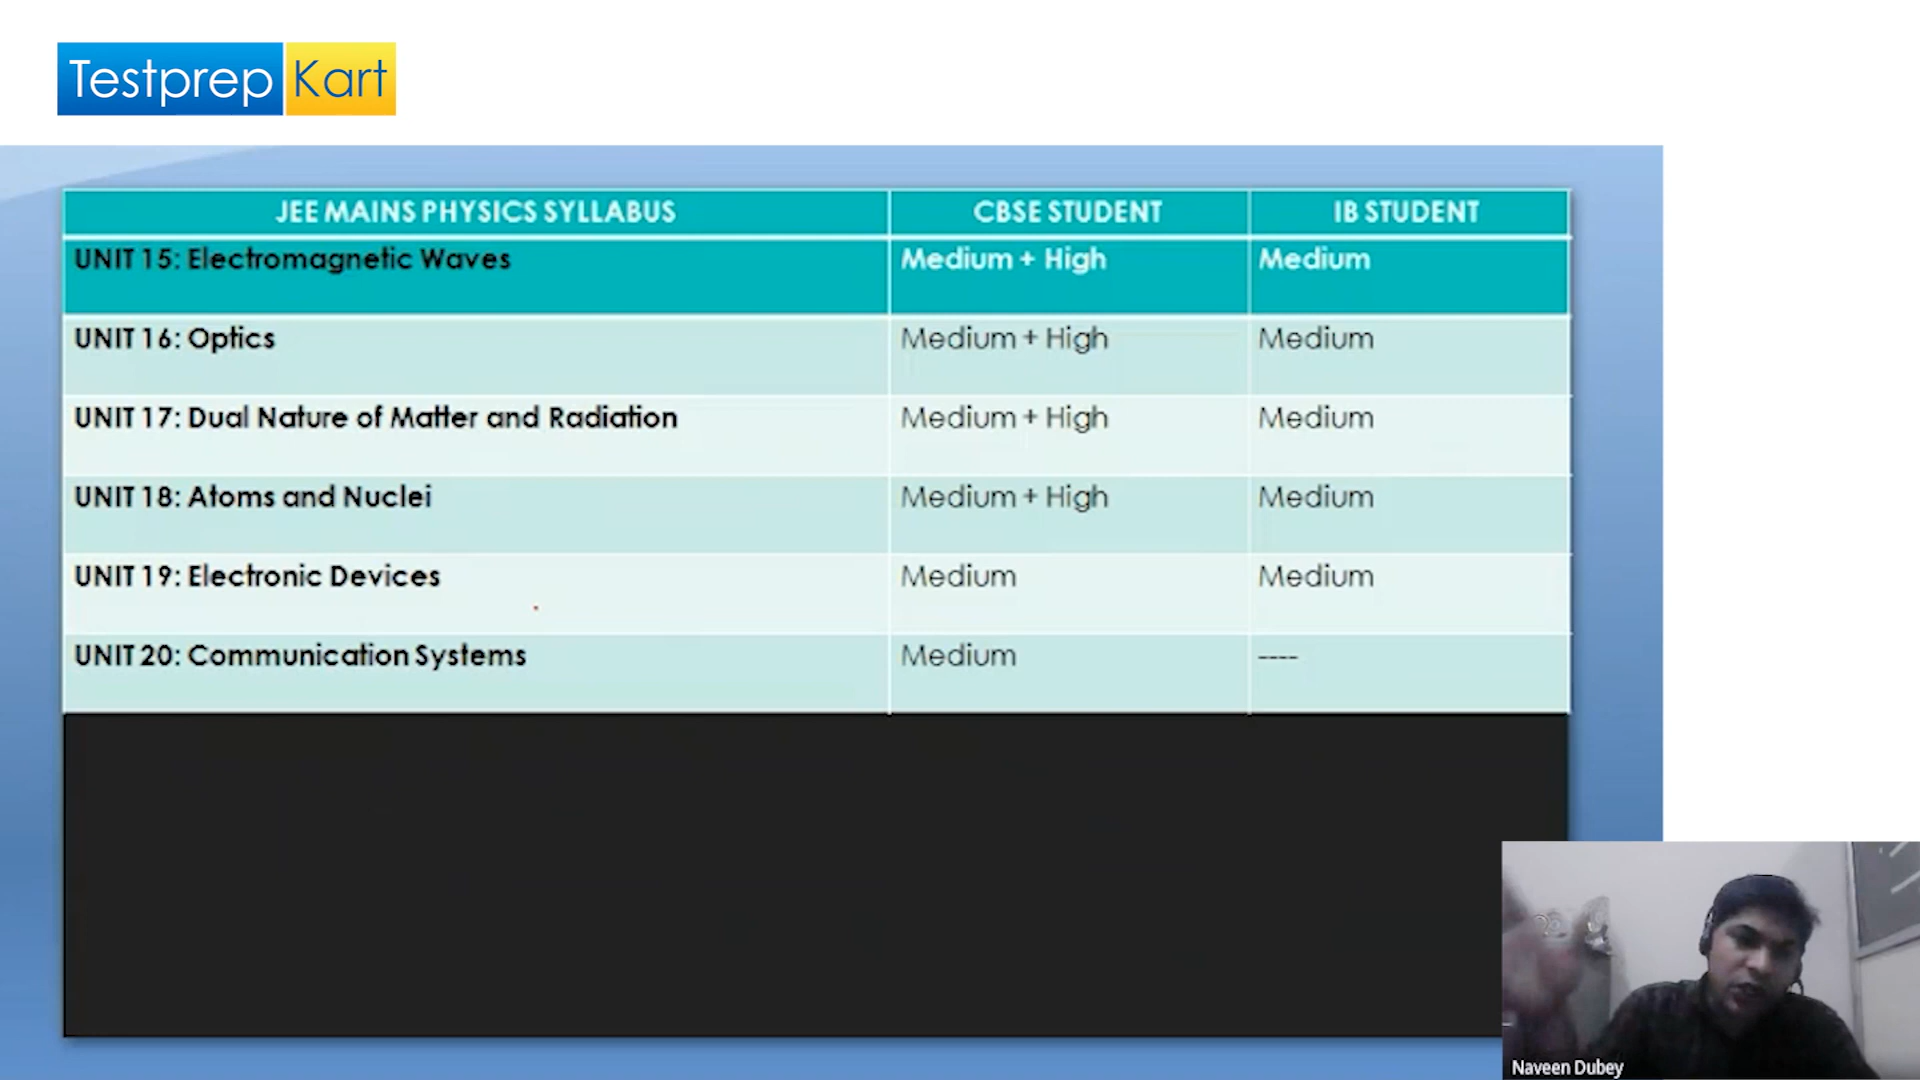 Testprep Kart
JEE MAINS PHYSICS SYLLABUS CBSE STUDENT IB STUDENT
UNIT 15: Electromagnetic Waves Medium + High Medium
UNIT 16: Optics Medium + High Medium
UNIT 17: Dual Nature of Matter and Radiation Medium + High Medium
UNIT 18: Atoms and Nuclei Medium + High Medium
UNIT 19: Electronic Devices Medium Medium
UNIT 20: Communication Systems Medium ----
Naveen Dubey